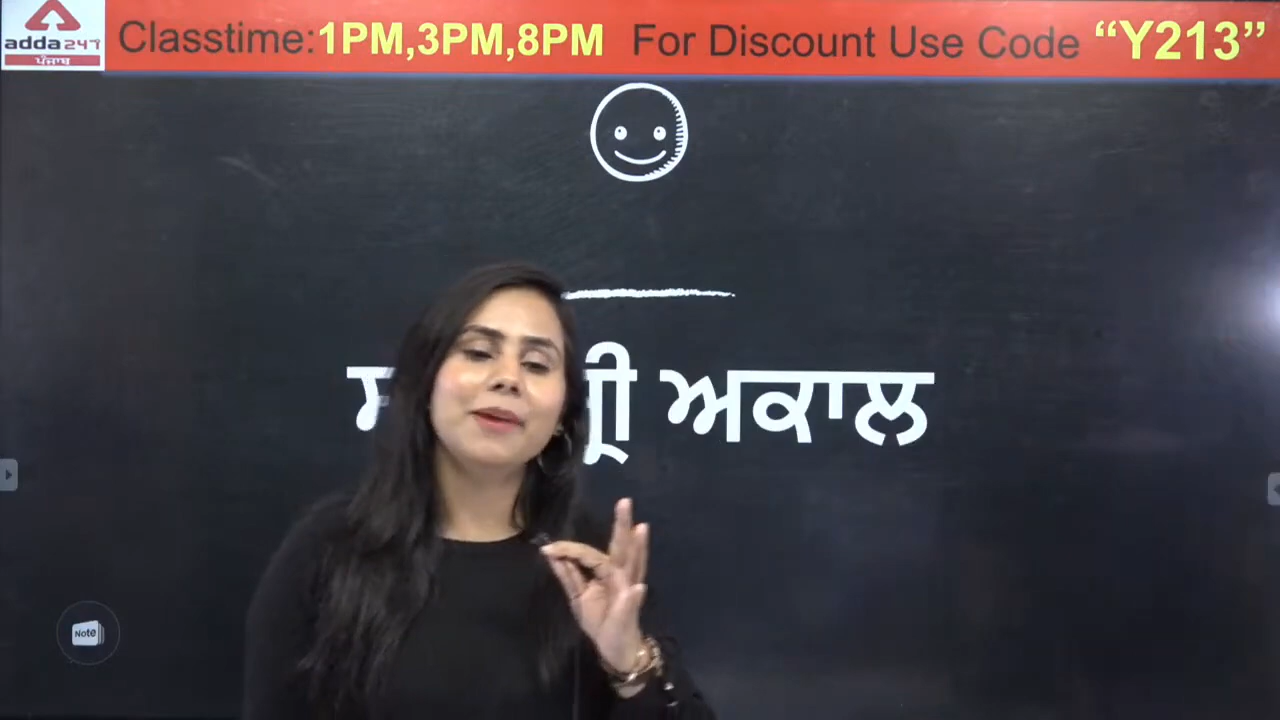 adda247
ਪੰਜਾਬ
Classtime:1PM,3PM,8PM For Discount Use Code “Y213”
ਅਕਾਲ
Note